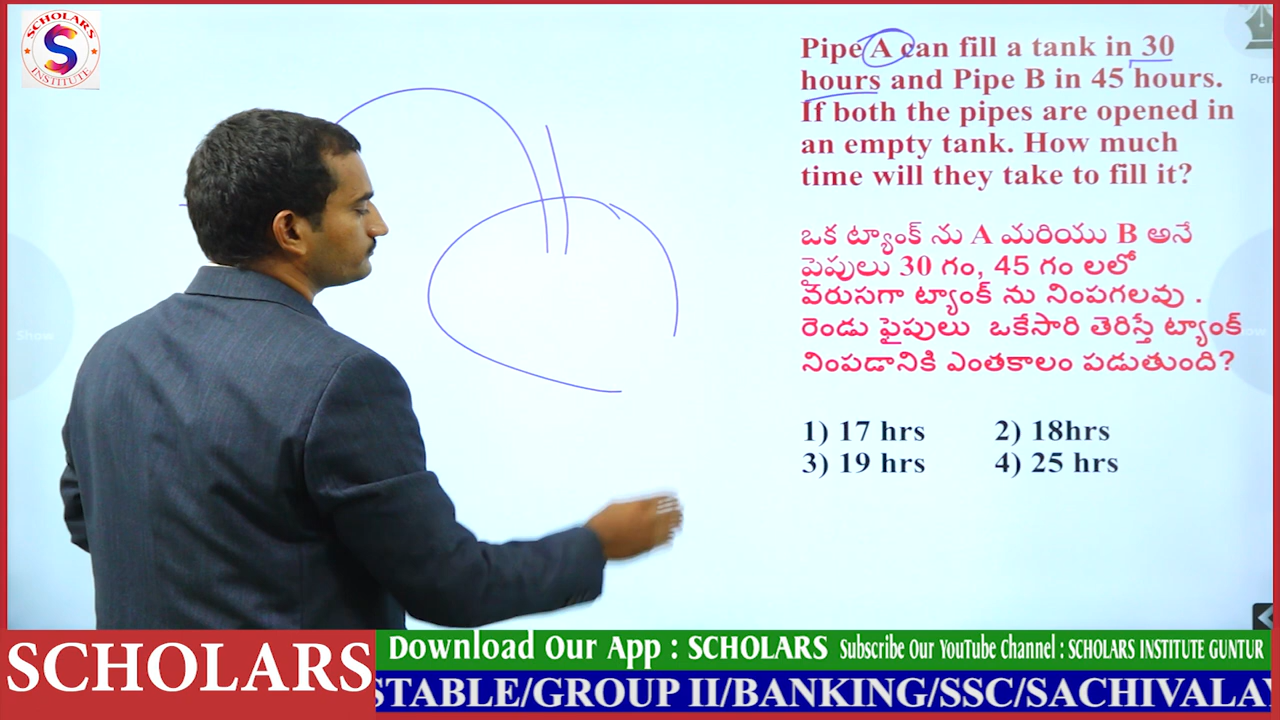 SCHOLARS
S
INSTITUTE
Pipe A can fill a tank in 30
hours and Pipe B in 45 hours.
If both the pipes are opened in
an empty tank. How much
time will they take to fill it?
ఒక ట్యాంక్ ను A మరియు B అనే
పైపులు 30 గం, 45 గం లలో
వరుసగా ట్యాంక్ ను నింపగలవు .
రెండు ఫైపులు ఒకేసారి తెరిస్తే ట్యాంక్
నింపడానికి ఎంతకాలం పడుతుంది?
1) 17 hrs 2) 18hrs
3) 19 hrs 4) 25 hrs
Pen
Show
SCHOLARS
Download Our App : SCHOLARS Subscribe Our YouTube Channel : SCHOLARS INSTITUTE GUNTUR
STABLE/GROUP II/BANKING/SSC/SACHIVALAY